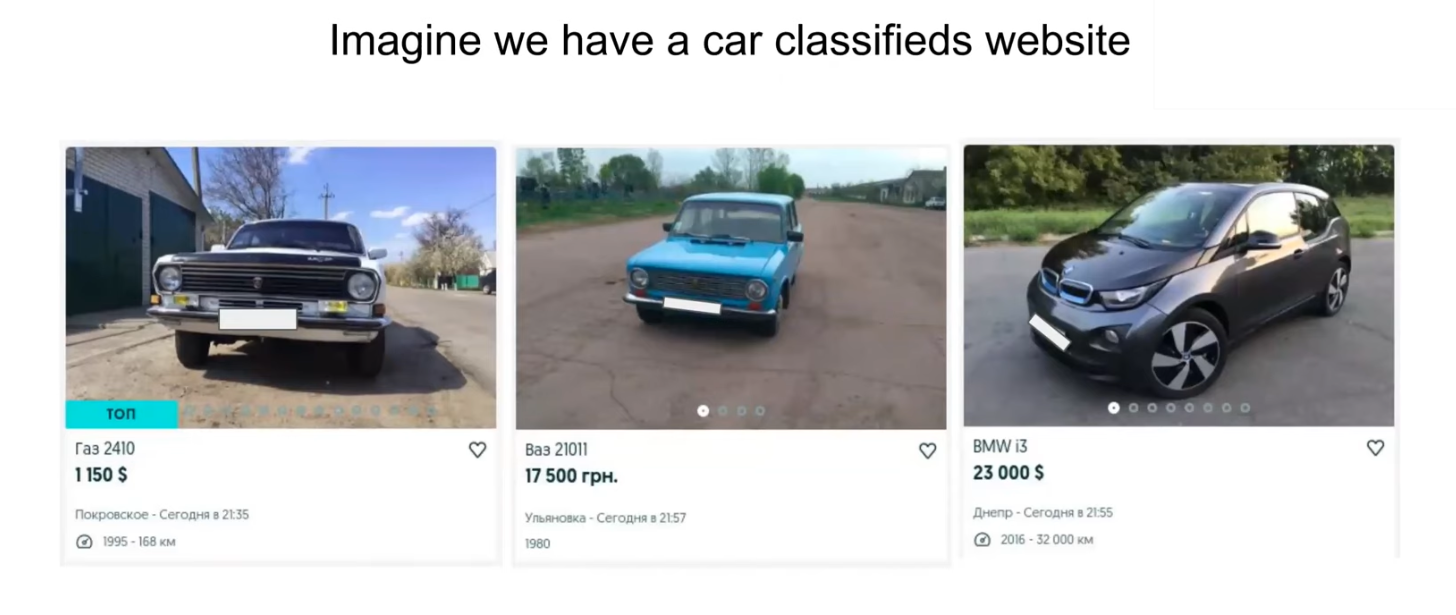 Imagine we have a car classifieds website
ТОП
Газ 2410
1 150 $
Покровское - Сегодня в 21:35
1995 - 168 км
Ваз 21011
17 500 грн.
Ульяновка - Сегодня в 21:57
1980
BMW i3
23 000 $
Днепр - Сегодня в 21:55
2016 - 32 000 км